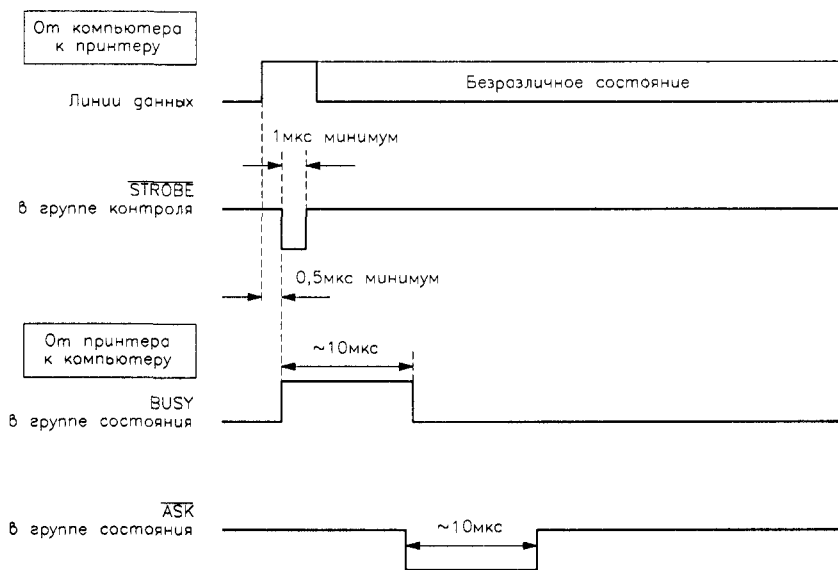 От компьютера
к принтеру
Безразличное состояние
Линии данных
1мкс минимум
STROBE
в группе контроля
0,5мкс минимум
От принтера
к компьютеру
~10мкс
BUSY
в группе состояния
ASK
в группе состояния
~10мкс